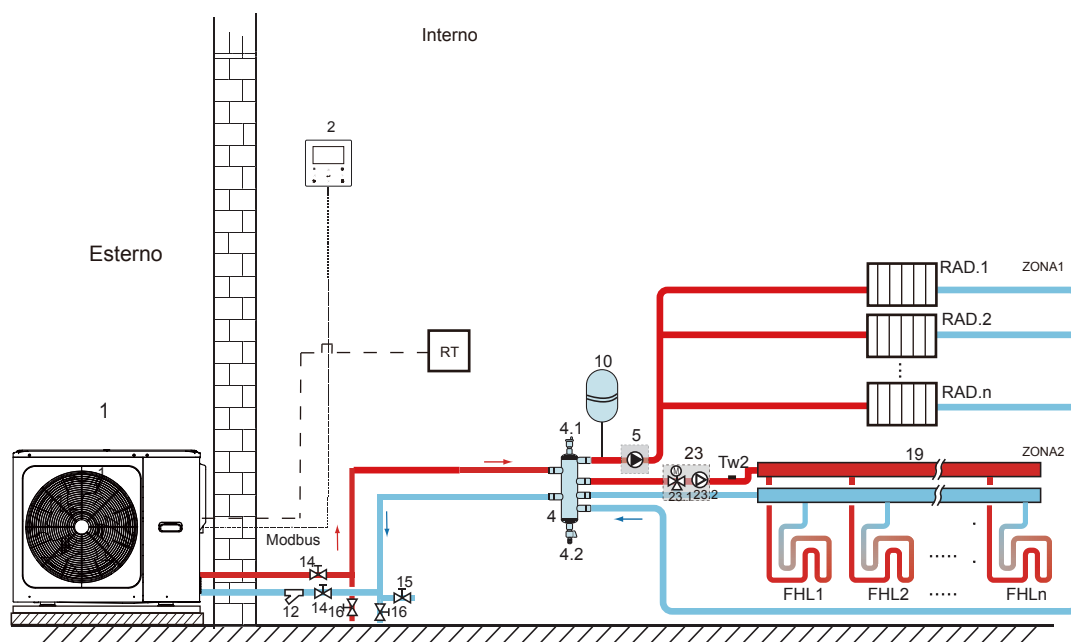 Interno
2
Esterno
RAD.1
ZONA1
RAD.2
RT
10
RAD.n
1
4.1
5
23
Tw2
19
ZONA2
1
M
23.1
23.2
4
Modbus
4.2
14
15
12
14
16
16
FHL1
FHL2
FHLn